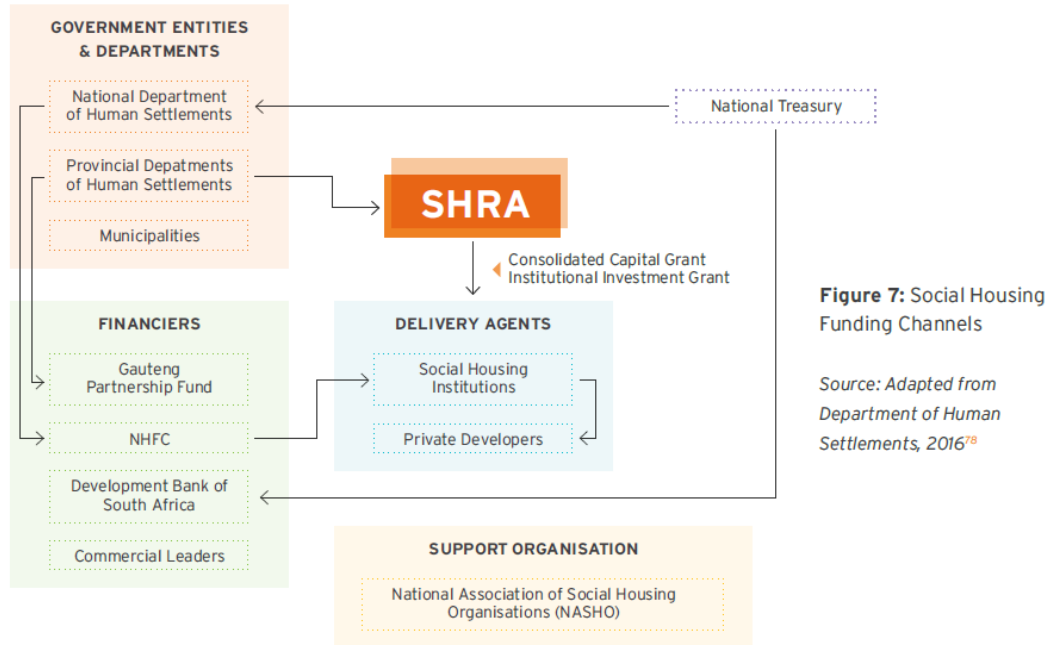 GOVERNMENT ENTITIES
& DEPARTMENTS
National Department
of Human Settlements
Provincial Depatments
of Human Settlements
Municipalities
National Treasury
SHRA
Consolidated Capital Grant
Institutional Investment Grant
FINANCIERS
Gauteng
Partnership Fund
NHFC
Development Bank of
South Africa
Commercial Leaders
DELIVERY AGENTS
Social Housing
Institutions
Private Developers
SUPPORT ORGANISATION
National Association of Social Housing
Organisations (NASHO)
Figure 7: Social Housing
Funding Channels
Source: Adapted from
Department of Human
Settlements, 2016⁷⁸